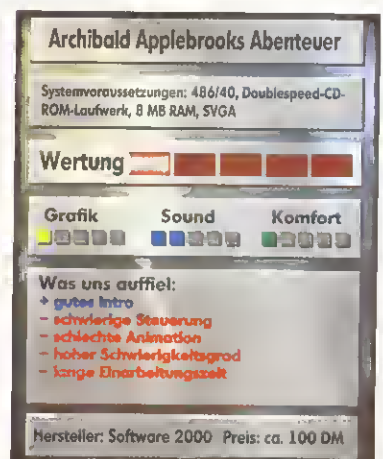 Archibald Applebrooks Abenteuer
Systemvoraussetzungen: 486/40, Doublespeed-CD-
ROM-Laufwerk, 8 MB RAM, SVGA
Wertung
Grafik Sound Komfort
Was uns auffiel:
+ gutes Intro
- schwierige Steuerung
- schlechte Animation
- hoher Schwierigkeitsgrad
- lange Einarbeitungszeit
Hersteller: Software 2000 Preis: ca. 100 DM